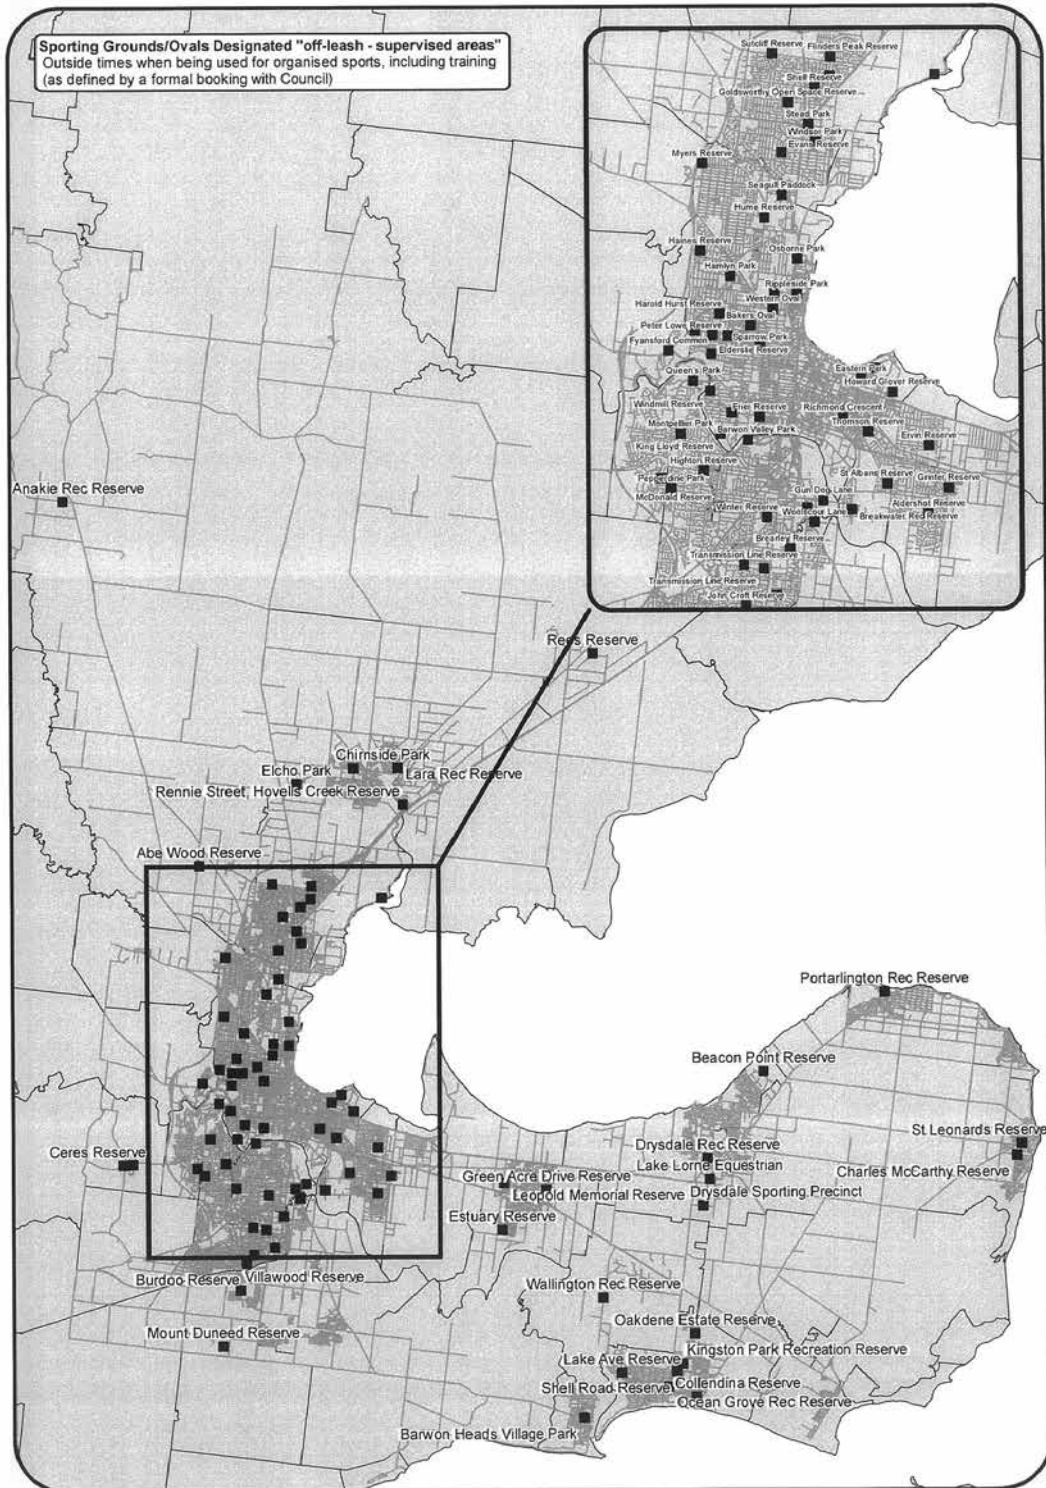 Sporting Grounds/Ovals Designated "off-leash - supervised areas"
Outside times when being used for organised sports, including training
(as defined by a formal booking with Council)
Sutcliff Reserve
Flinders Peak Reserve
Shell Reserve
Goldsworthy Open Space Reserve
Stead Park
Windsor Park
Evans Reserve
Myers Reserve
Seagull Paddock
Hume Reserve
Haines Reserve
Osborne Park
Hamlyn Park
Rippleside Park
Western Oval
Harold Hurst Reserve
Bakers Oval
Peter Lowe Reserve
Sparrow Park
Fyansford Common
Elderslie Reserve
Queen's Park
Eastern Park
Howard Glover Reserve
Windmill Reserve
Frier Reserve
Richmond Crescent
Montpellier Park
Barwon Valley Park
Thomson Reserve
King Lloyd Reserve
Ervin Reserve
Highton Reserve
St Albans Reserve
Pepperdine Park
Grinter Reserve
McDonald Reserve
Gun Dog Lane
Aldershot Reserve
Winter Reserve
Woolscour Lane
Breakwater Red Reserve
Brearley Reserve
Transmission Line Reserve
Transmission Line Reserve
John Croft Reserve
Anakie Rec Reserve
Rees Reserve
Chirnside Park
Elcho Park
Lara Rec Reserve
Rennie Street, Hovells Creek Reserve
Abe Wood Reserve
Portarlington Rec Reserve
Beacon Point Reserve
St Leonards Reserve
Ceres Reserve
Drysdale Rec Reserve
Lake Lorne Equestrian
Charles McCarthy Reserve
Green Acre Drive Reserve
Leopold Memorial Reserve
Drysdale Sporting Precinct
Estuary Reserve
Burdoo Reserve
Villawood Reserve
Wallington Rec Reserve
Mount Duneed Reserve
Oakdene Estate Reserve
Kingston Park Recreation Reserve
Lake Ave Reserve
Shell Road Reserve
Collendina Reserve
Ocean Grove Rec Reserve
Barwon Heads Village Park